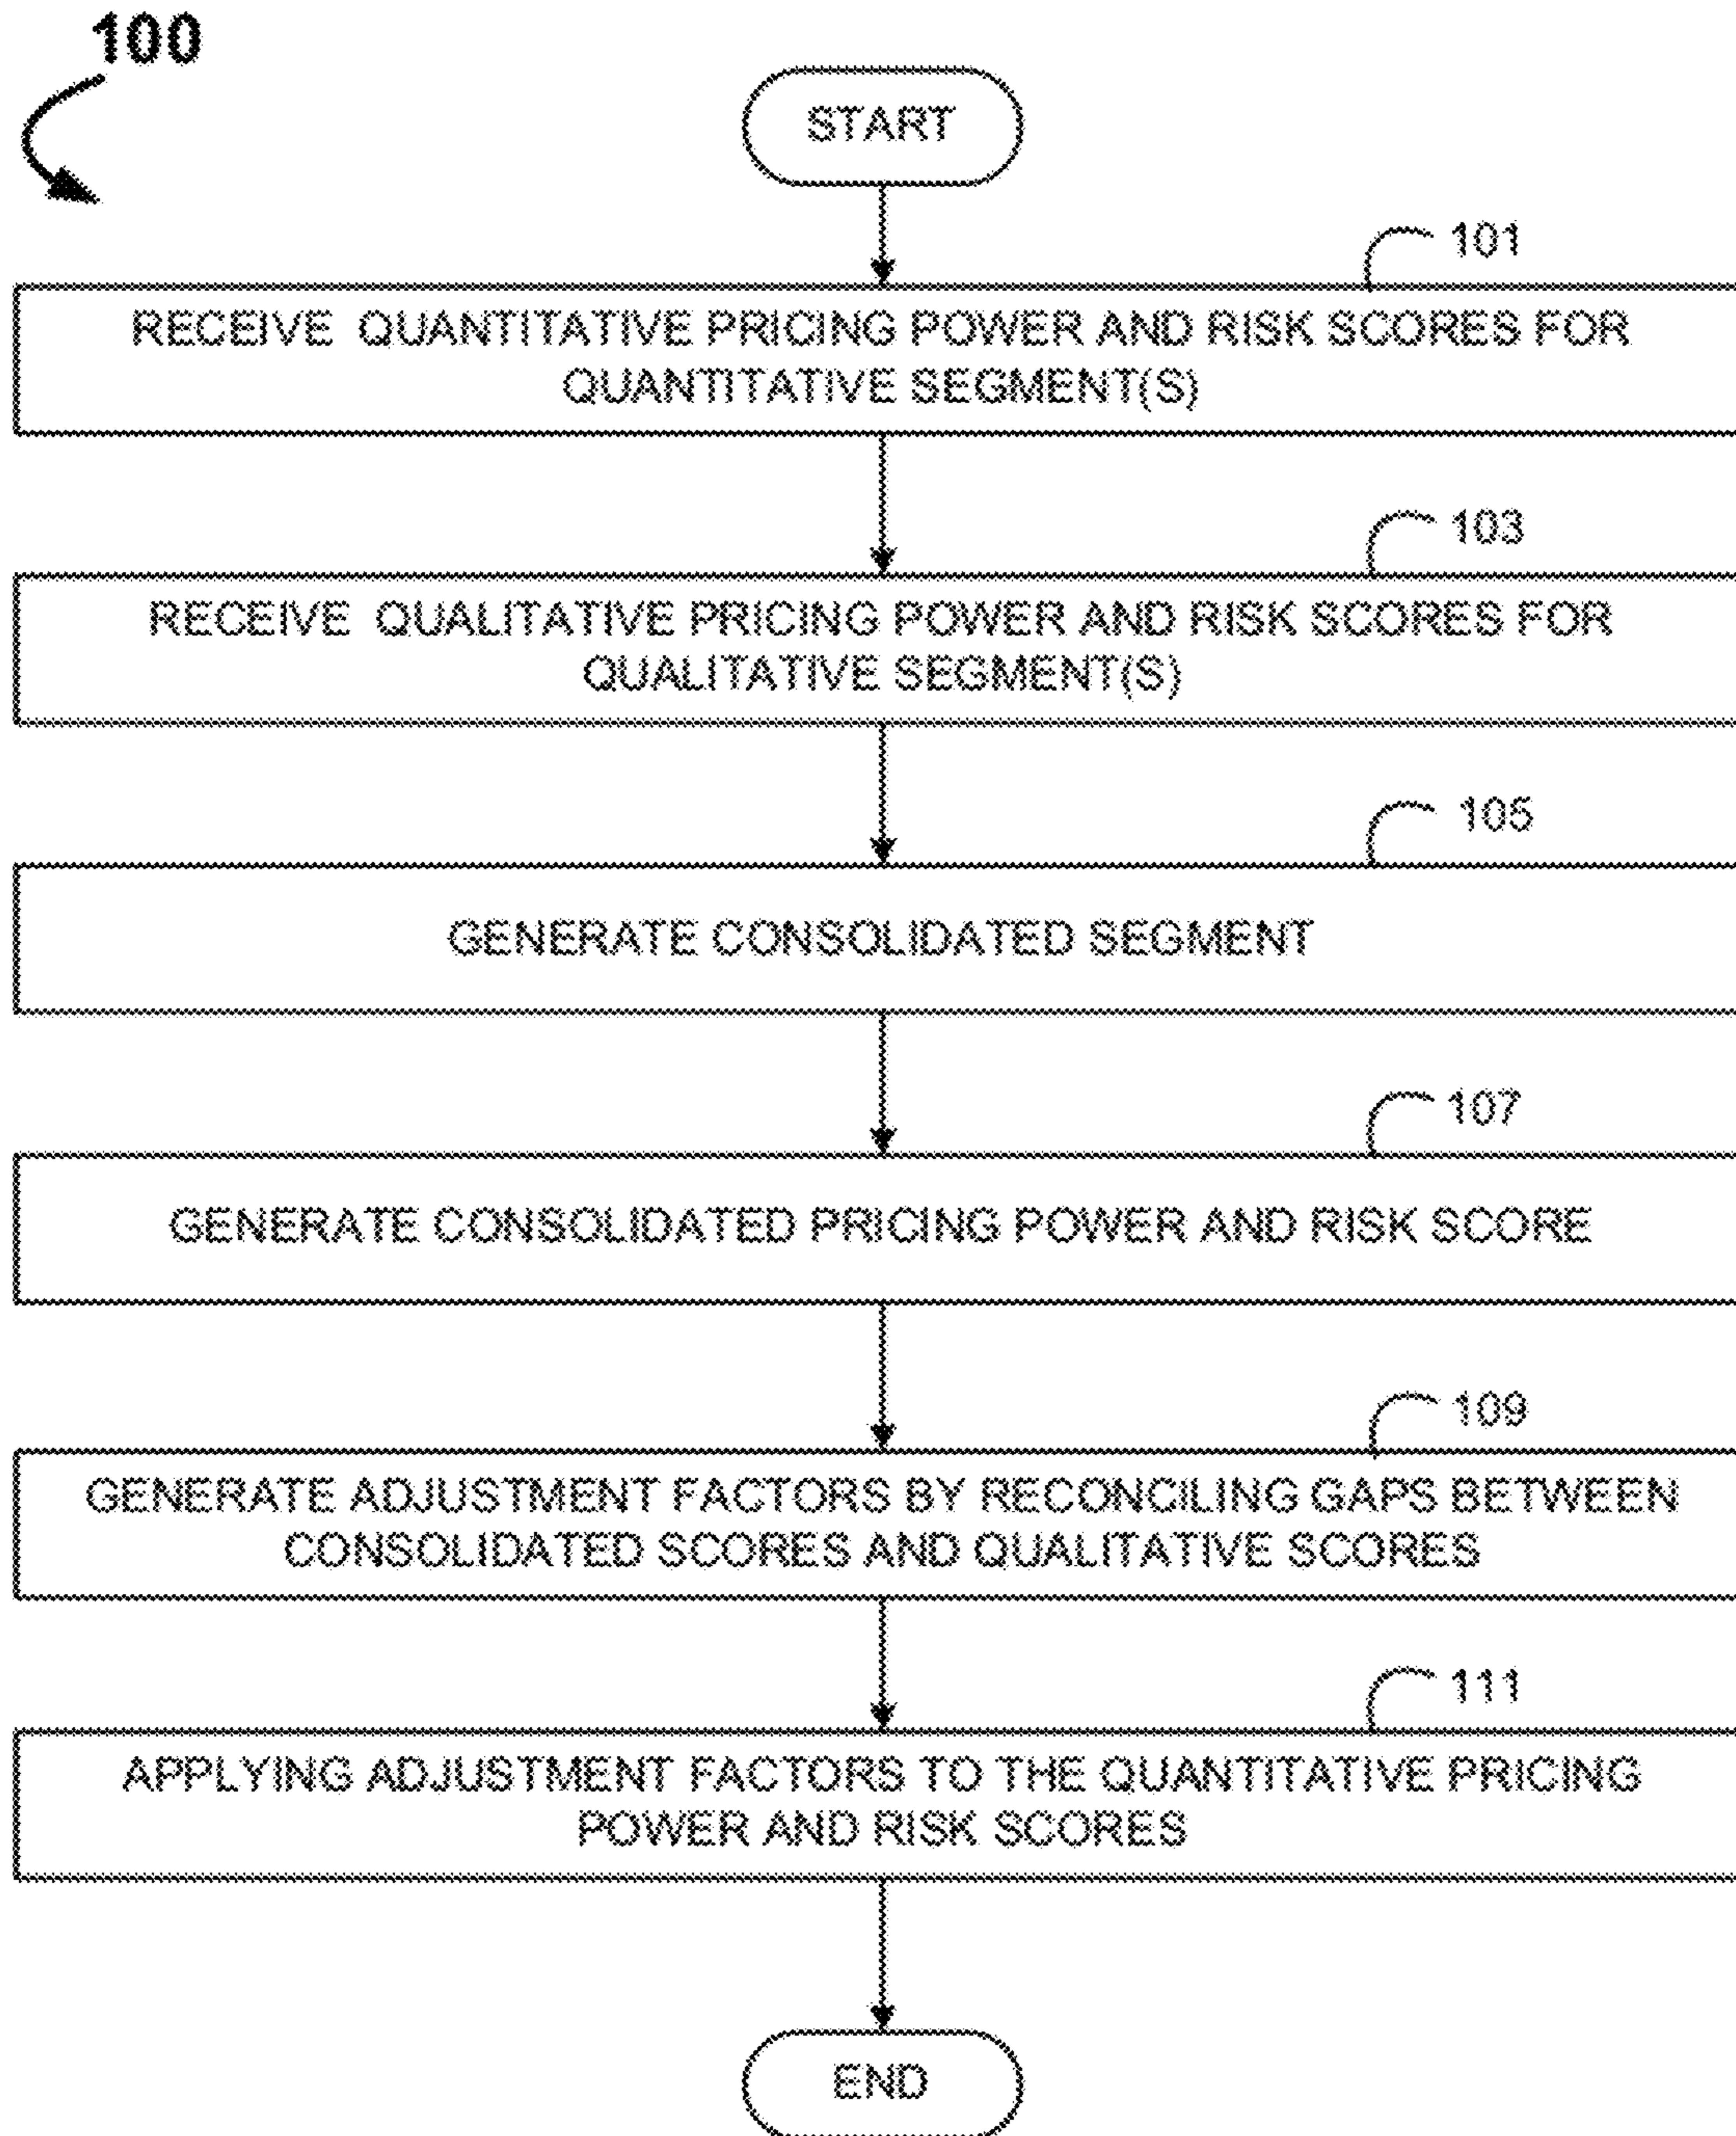 100
START
101
RECEIVE QUANTITATIVE PRICING POWER AND RISK SCORES FOR
QUANTITATIVE SEGMENT(S)
103
RECEIVE QUALITATIVE PRICING POWER AND RISK SCORES FOR
QUALITATIVE SEGMENT(S)
105
GENERATE CONSOLIDATED SEGMENT
107
GENERATE CONSOLIDATED PRICING POWER AND RISK SCORE
109
GENERATE ADJUSTMENT FACTORS BY RECONCILING GAPS BETWEEN
CONSOLIDATED SCORES AND QUALITATIVE SCORES
111
APPLYING ADJUSTMENT FACTORS TO THE QUANTITATIVE PRICING
POWER AND RISK SCORES
END